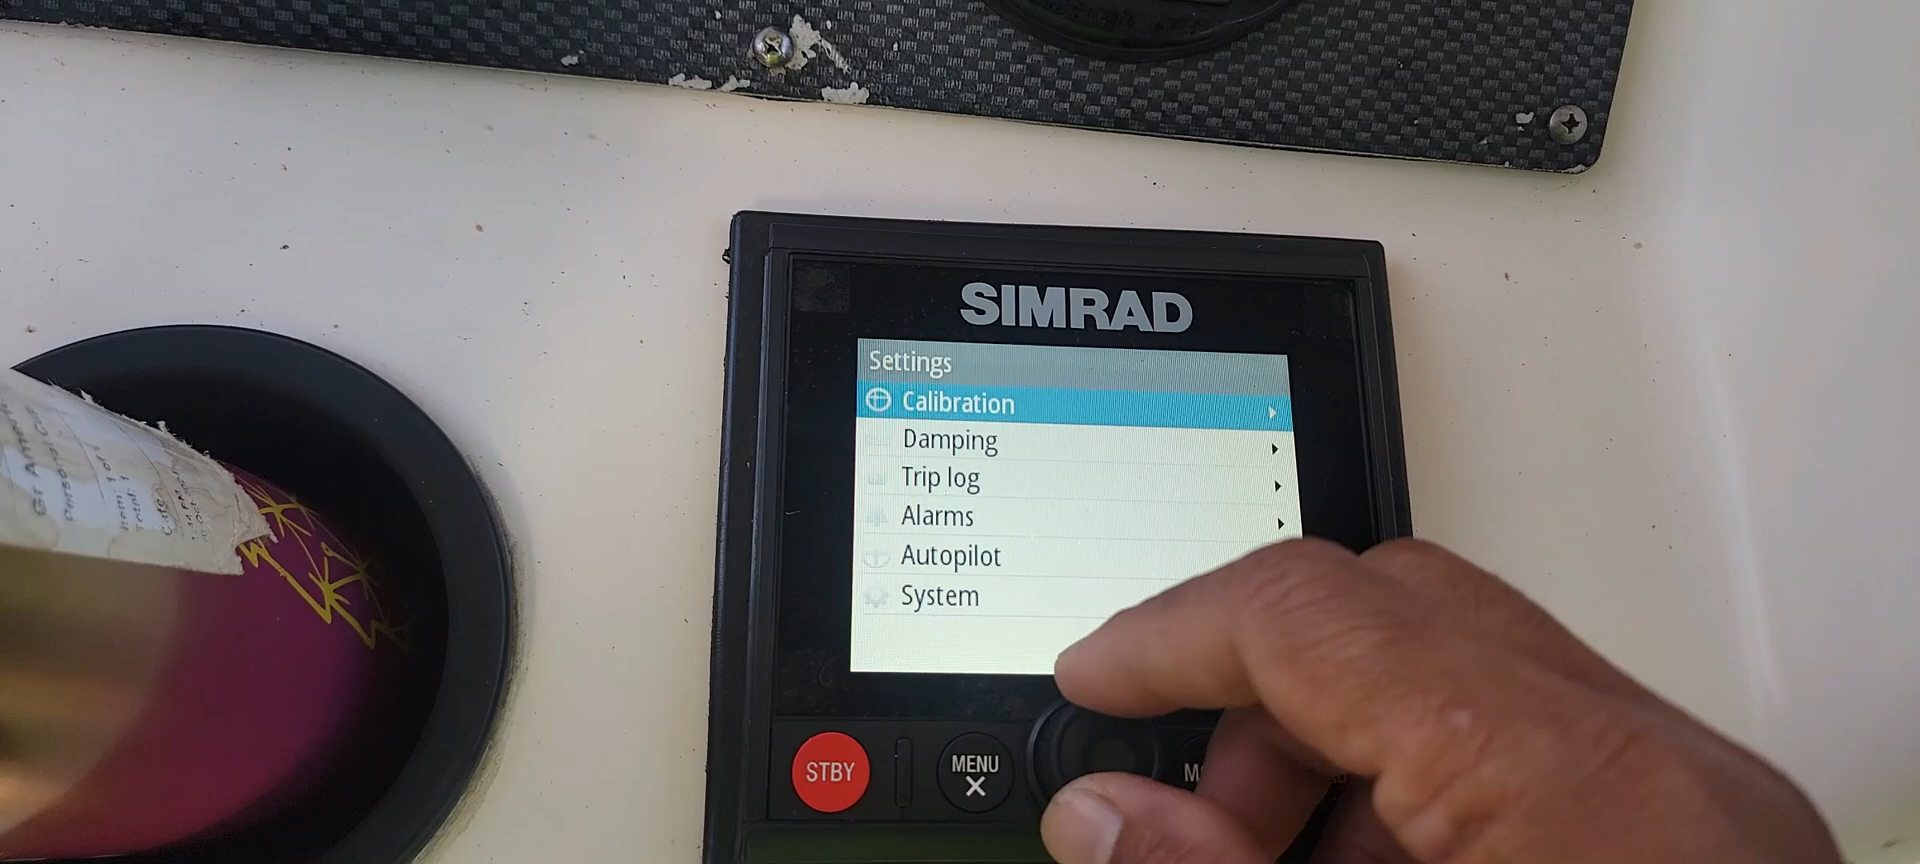 SIMRAD
Settings
Calibration
Damping
Trip log
Alarms
Autopilot
System
STBY
MENU
X